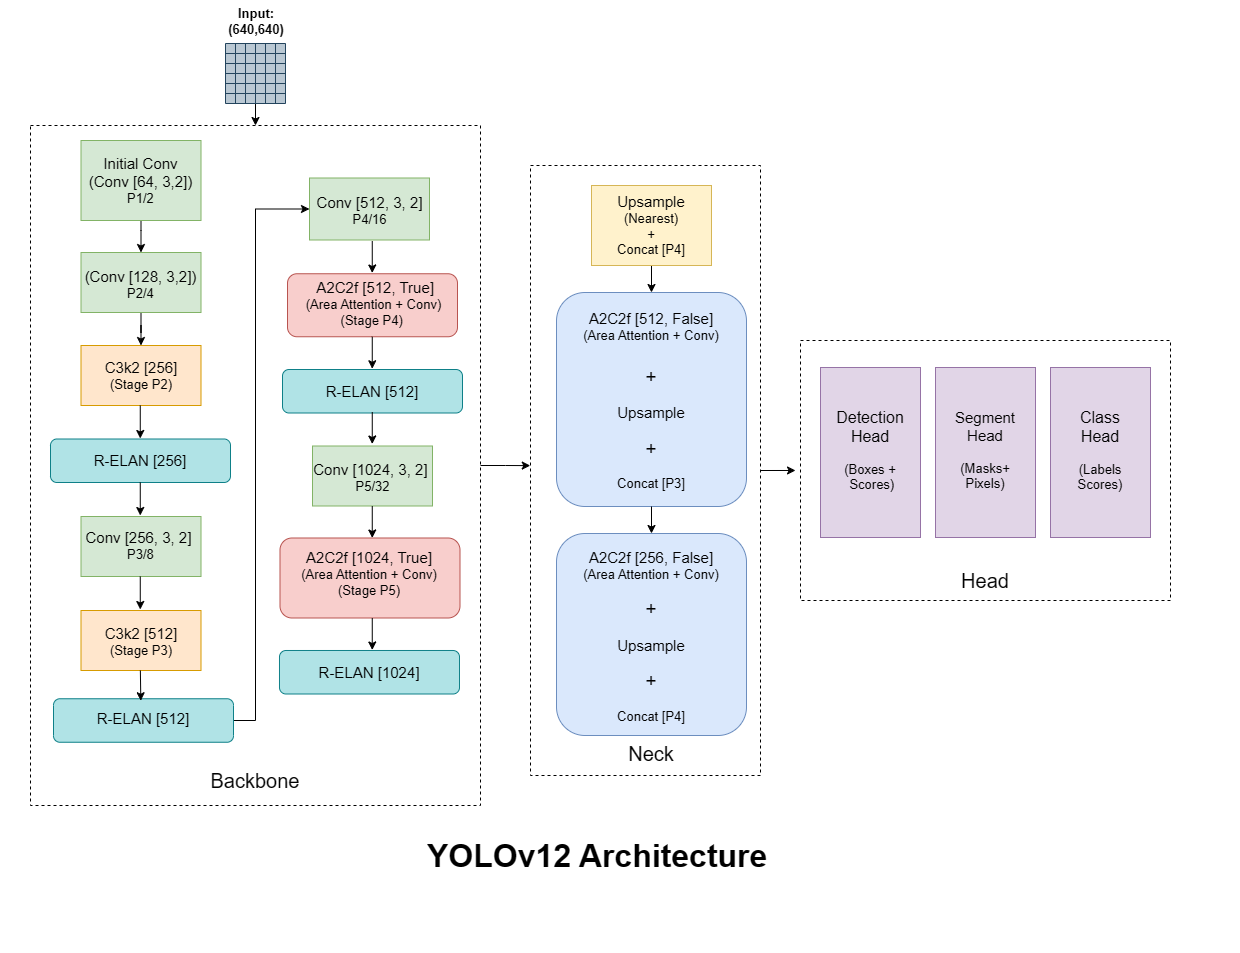 Input:
(640,640)
Initial Conv
(Conv [64, 3,2])
P1/2
(Conv [128, 3,2])
P2/4
C3k2 [256]
(Stage P2)
R-ELAN [256]
Conv [256, 3, 2]
P3/8
C3k2 [512]
(Stage P3)
R-ELAN [512]
Conv [512, 3, 2]
P4/16
A2C2f [512, True]
(Area Attention + Conv)
(Stage P4)
R-ELAN [512]
Conv [1024, 3, 2]
P5/32
A2C2f [1024, True]
(Area Attention + Conv)
(Stage P5)
R-ELAN [1024]
Backbone
Upsample
(Nearest)
+
Concat [P4]
A2C2f [512, False]
(Area Attention + Conv)
+
Upsample
+
Concat [P3]
A2C2f [256, False]
(Area Attention + Conv)
+
Upsample
+
Concat [P4]
Neck
Detection
Head
(Boxes +
Scores)
Segment
Head
(Masks+
Pixels)
Class
Head
(Labels
Scores)
Head
YOLOv12 Architecture